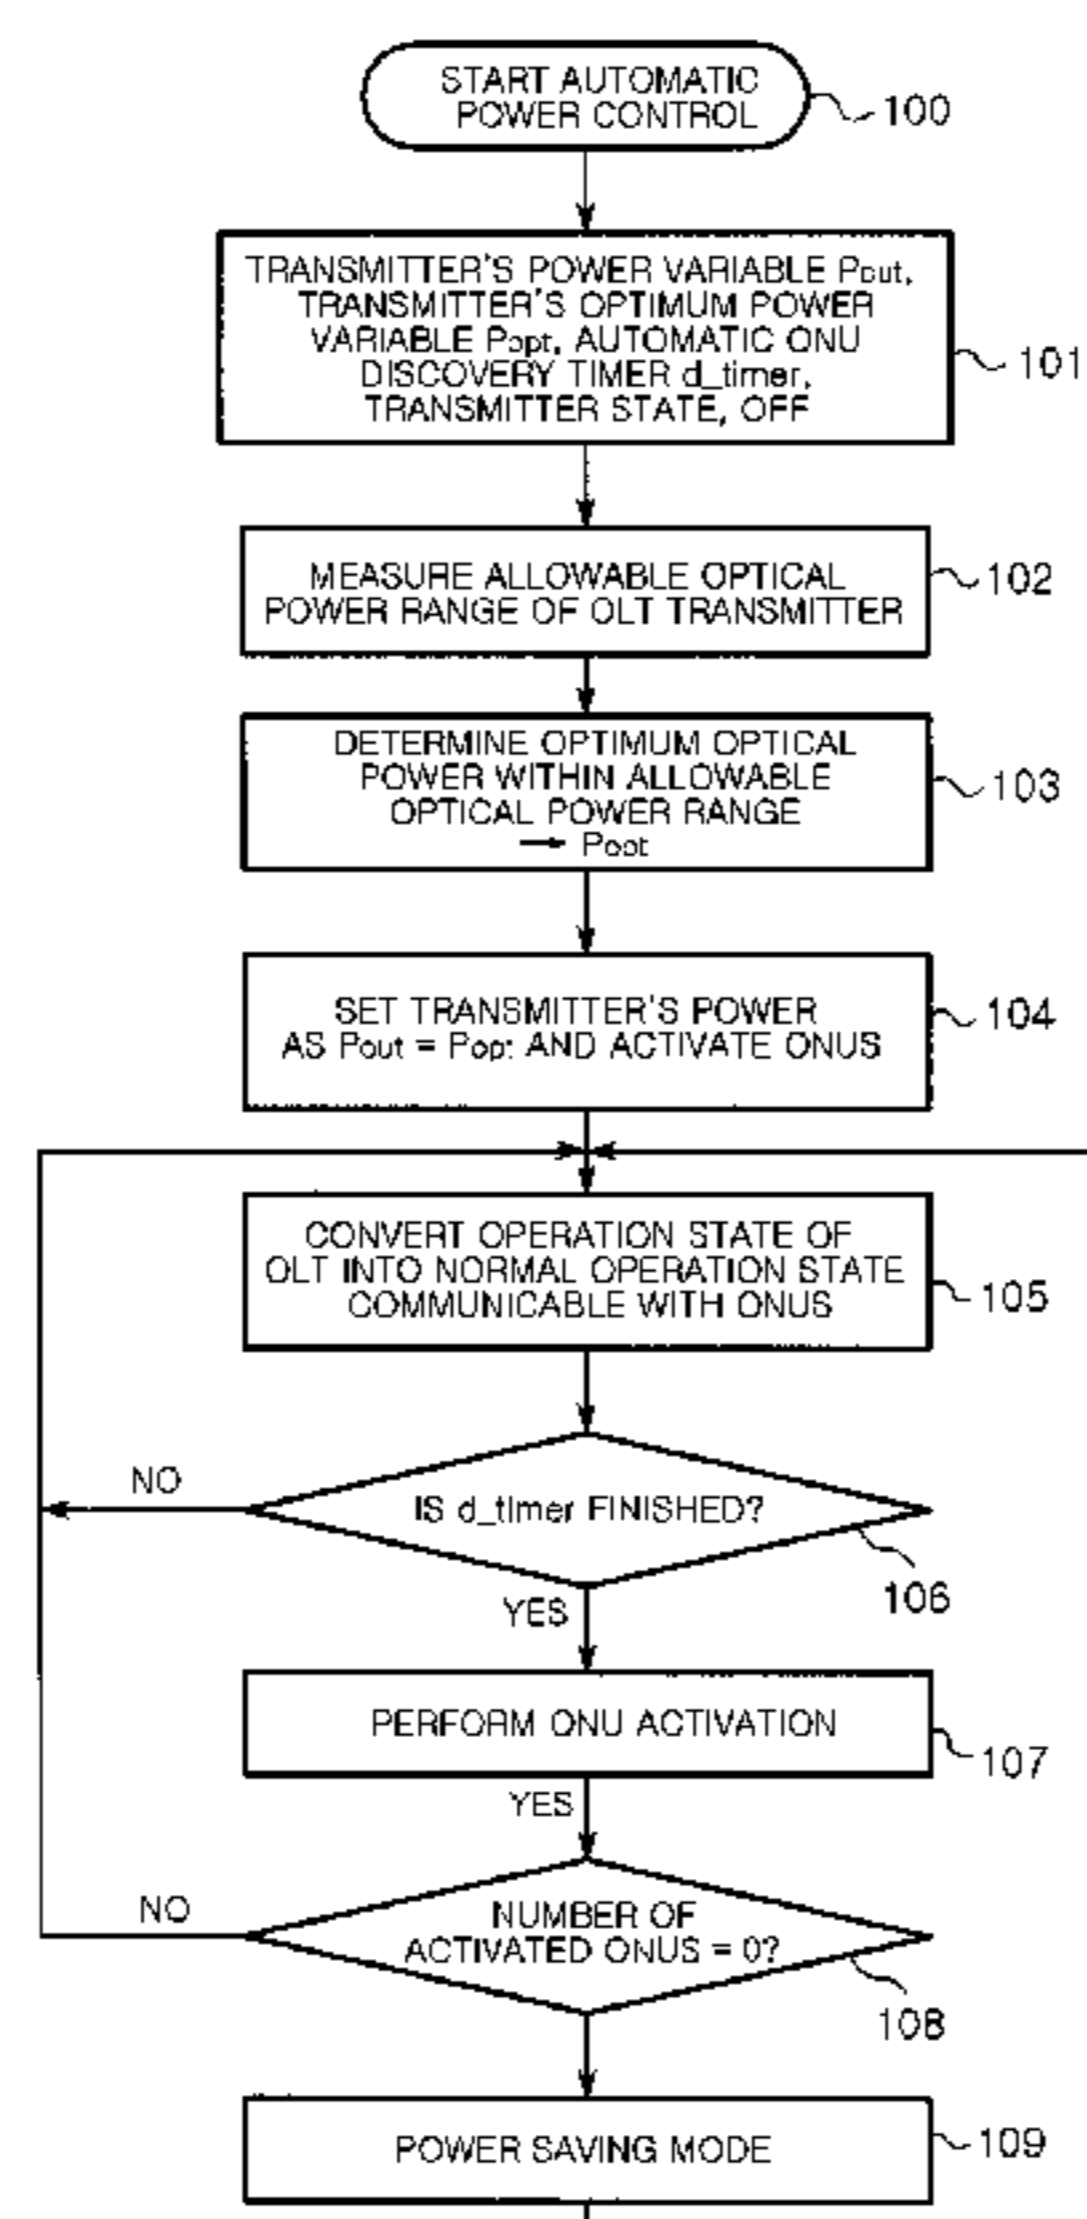 START AUTOMATIC
POWER CONTROL
100
TRANSMITTER'S POWER VARIABLE Pout,
TRANSMITTER'S OPTIMUM POWER
VARIABLE Popt, AUTOMATIC ONU
DISCOVERY TIMER d_timer,
TRANSMITTER STATE, OFF
101
MEASURE ALLOWABLE OPTICAL
POWER RANGE OF OLT TRANSMITTER
102
DETERMINE OPTIMUM OPTICAL
POWER WITHIN ALLOWABLE
OPTICAL POWER RANGE
→ Popt
103
SET TRANSMITTER'S POWER
AS Pout = Popt AND ACTIVATE ONUS
104
CONVERT OPERATION STATE OF
OLT INTO NORMAL OPERATION STATE
COMMUNICABLE WITH ONUS
105
NO
IS d_timer FINISHED?
106
YES
PERFORM ONU ACTIVATION
107
YES
NO
NUMBER OF
ACTIVATED ONUS = 0?
108
POWER SAVING MODE
109